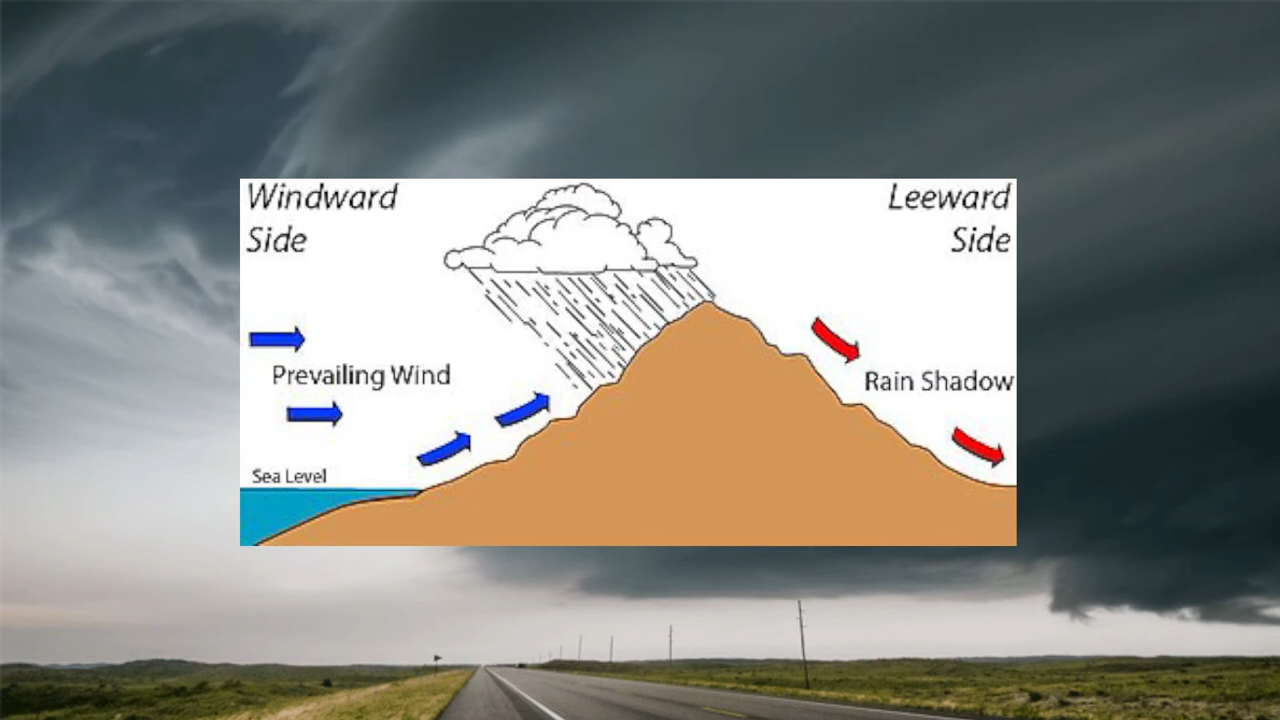 Windward
Side
Leeward
Side
Prevailing Wind
Rain Shadow
Sea Level